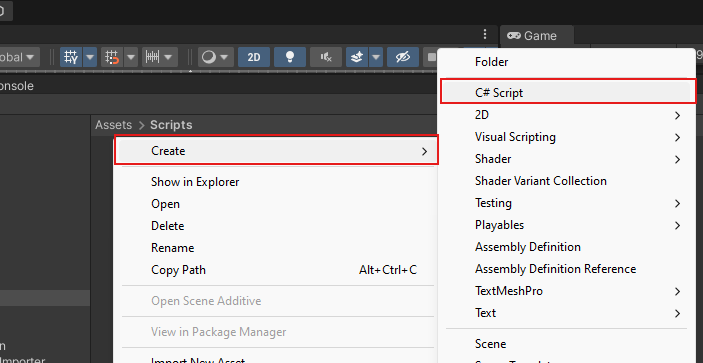 Game
obal
2D
onsole
Assets > Scripts
Create
Show in Explorer
Open
Delete
Rename
Copy Path Alt+Ctrl+C
Open Scene Additive
View in Package Manager
Import New Asset
Folder
C# Script
2D
Visual Scripting
Shader
Shader Variant Collection
Testing
Playables
Assembly Definition
Assembly Definition Reference
TextMeshPro
Text
Scene
n
Importer